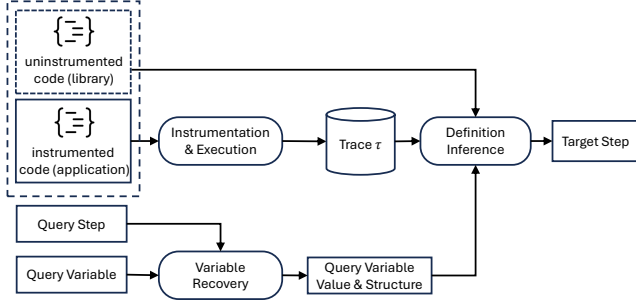 { }
uninstrumented
code (library)
{ }
instrumented
code (application)
Instrumentation
& Execution
Trace τ
Definition
Inference
Target Step
Query Step
Query Variable
Variable
Recovery
Query Variable
Value & Structure